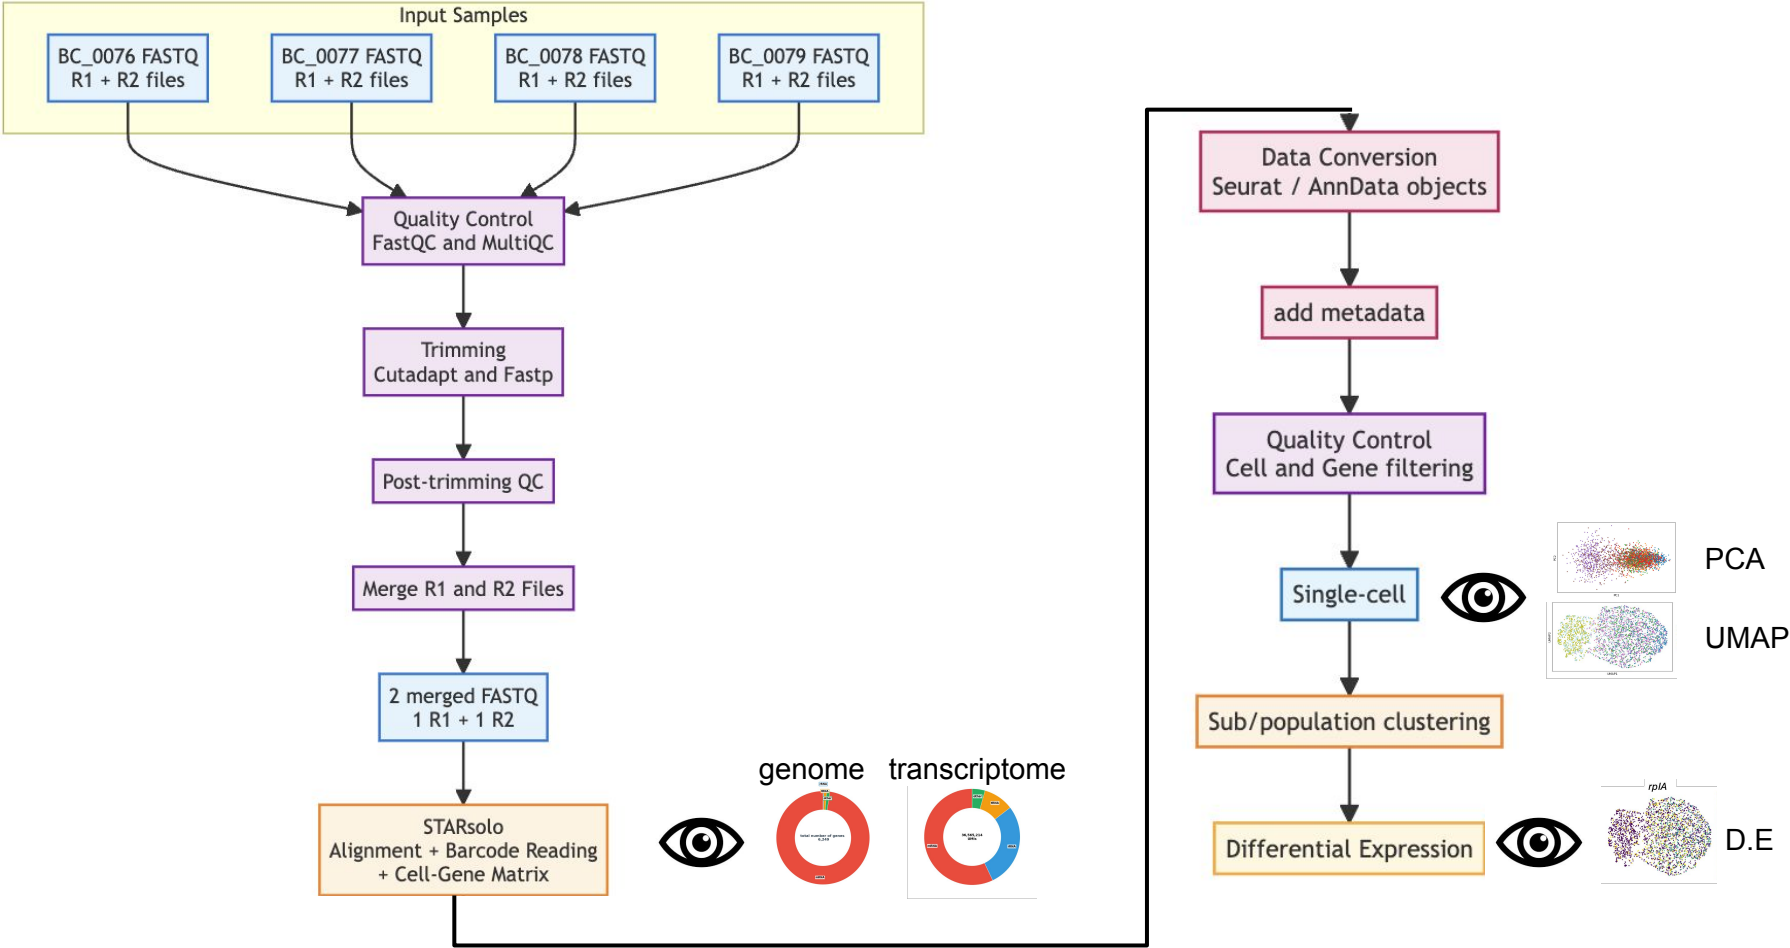 Input Samples
BC_0076 FASTQ
R1 + R2 files
BC_0077 FASTQ
R1 + R2 files
BC_0078 FASTQ
R1 + R2 files
BC_0079 FASTQ
R1 + R2 files
Quality Control
FastQC and MultiQC
Trimming
Cutadapt and Fastp
Post-trimming QC
Merge R1 and R2 Files
2 merged FASTQ
1 R1 + 1 R2
STARsolo
Alignment + Barcode Reading
+ Cell-Gene Matrix
genome
transcriptome
Data Conversion
Seurat / AnnData objects
add metadata
Quality Control
Cell and Gene filtering
Single-cell
PCA
UMAP
Sub/population clustering
Differential Expression
rplA
D.E